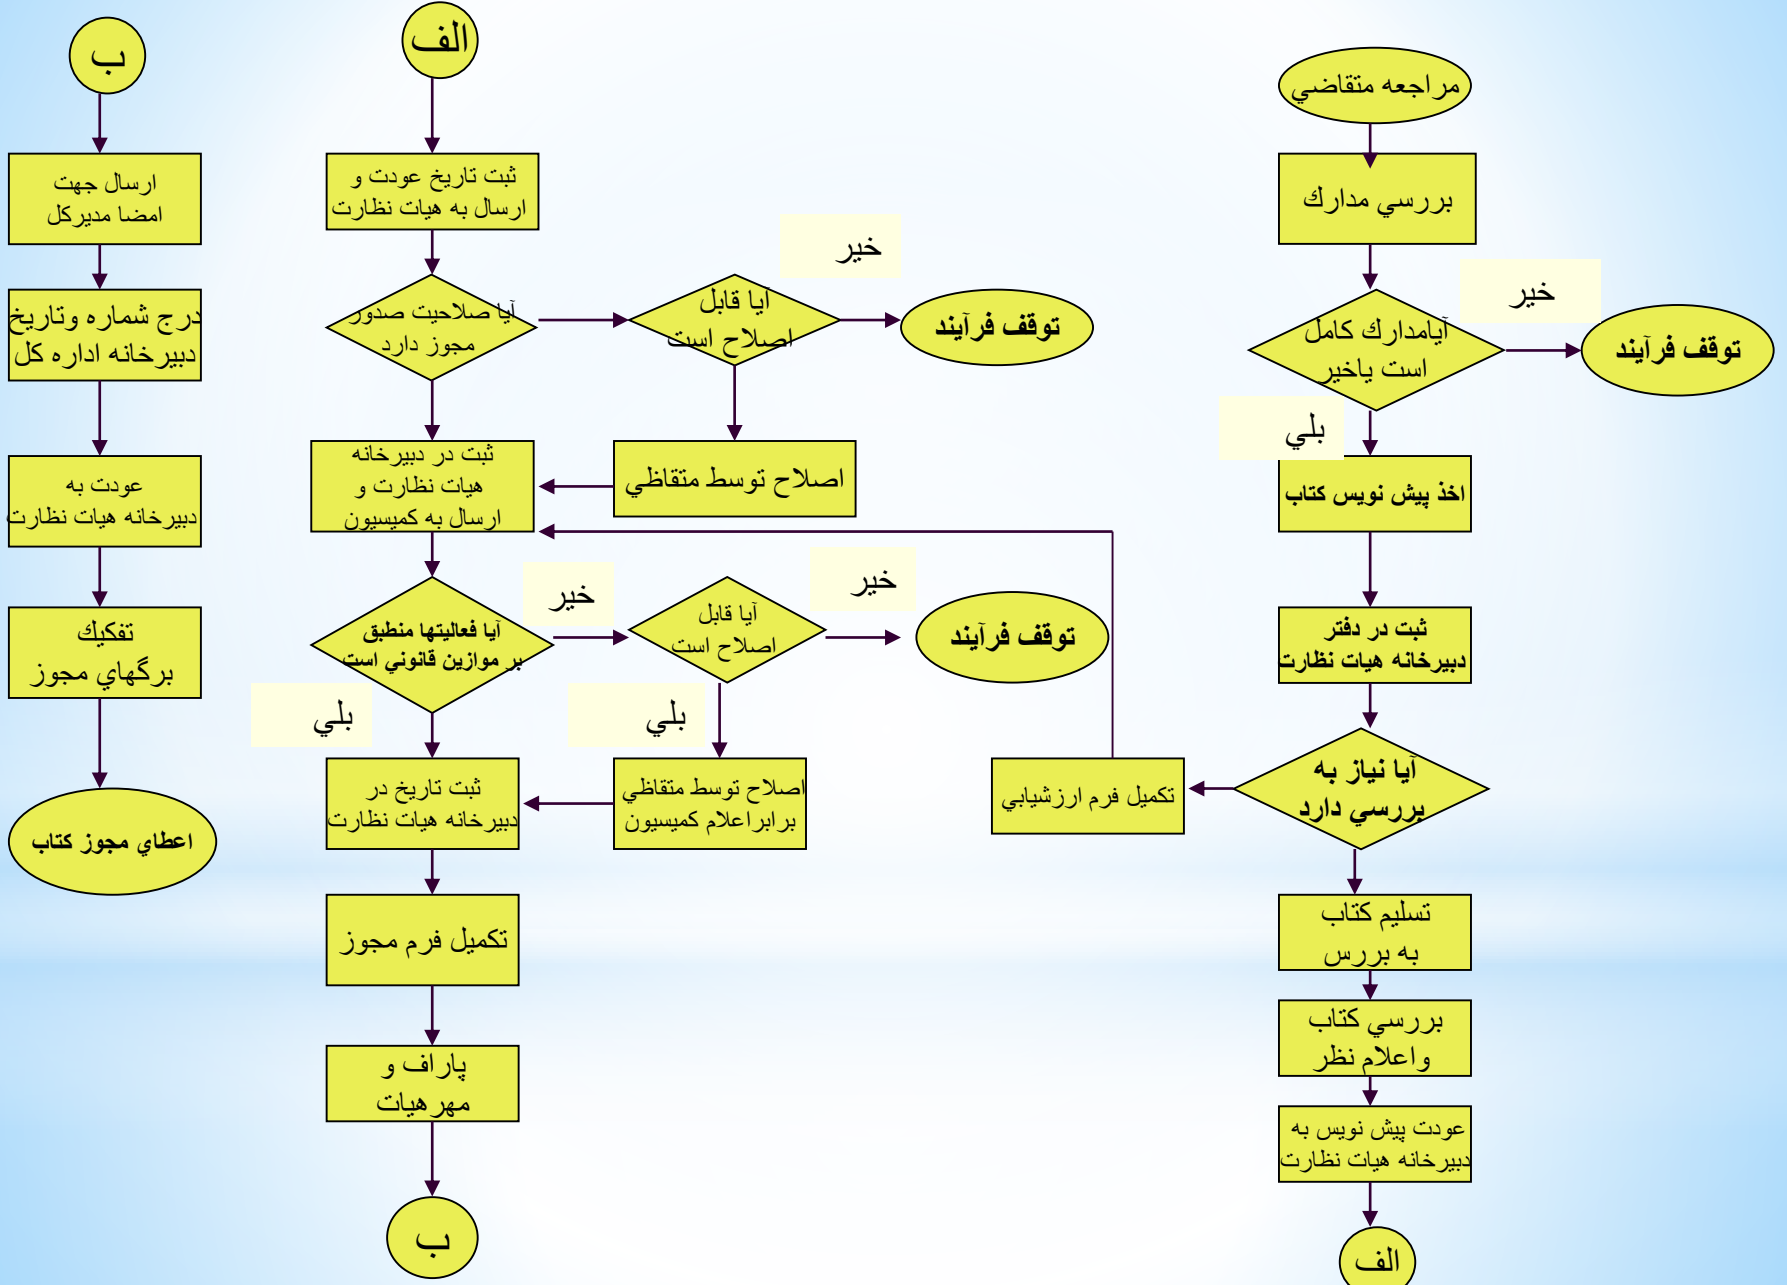 مراجعه متقاضي
بررسي مدارك
آيامدارك كامل
است ياخير
خير
توقف فرآيند
بلي
اخذ پيش نويس كتاب
ثبت در دفتر
دبيرخانه هيات نظارت
آيا نياز به
بررسي دارد
تكميل فرم ارزشيابي
تسليم كتاب
به بررس
بررسي كتاب
واعلام نظر
عودت پيش نويس به
دبيرخانه هيات نظارت
الف
الف
ثبت تاريخ عودت و
ارسال به هيات نظارت
آيا صلاحيت صدور
مجوز دارد
آيا قابل
اصلاح است
خير
توقف فرآيند
اصلاح توسط متقاظي
ثبت در دبيرخانه
هيات نظارت و
ارسال به كميسيون
آيا فعاليتها منطبق
بر موازين قانوني است
خير
آيا قابل
اصلاح است
خير
توقف فرآيند
بلي
بلي
اصلاح توسط متقاظي
برابراعلام كميسيون
ثبت تاريخ در
دبيرخانه هيات نظارت
تكميل فرم مجوز
پاراف و
مهرهيات
ب
ب
ارسال جهت
امضا مديركل
درج شماره وتاريخ
دبيرخانه اداره كل
عودت به
دبيرخانه هيات نظارت
تفكيك
برگهاي مجوز
اعطاي مجوز كتاب